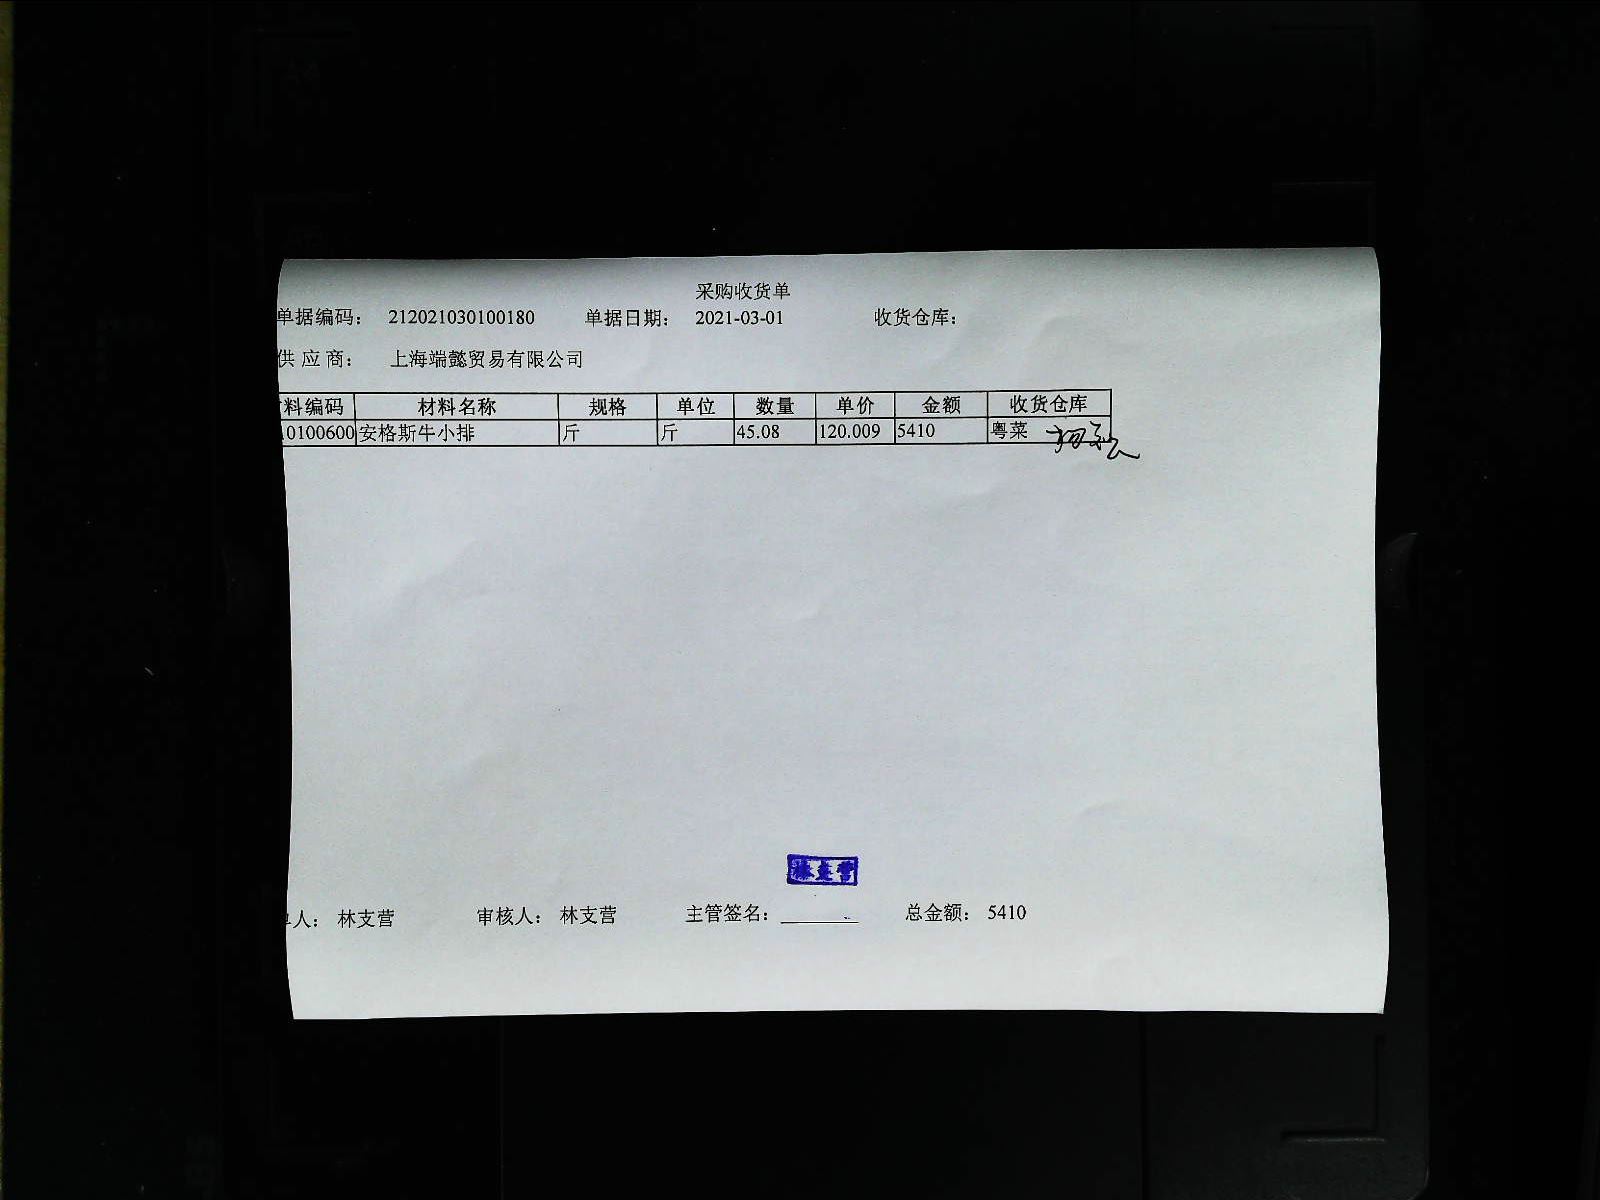 采购收货单
单据编码: 212021030100180 单据日期: 2021-03-01 收货仓库:
供应商: 上海端懿贸易有限公司
料编码 材料名称 规格 单位 数量 单价 金额 收货仓库
0100600 安格斯牛小排 斤 斤 45.08 120.009 5410 粤菜
林支营
人: 林支营 审核人: 林支营 主管签名: 总金额: 5410